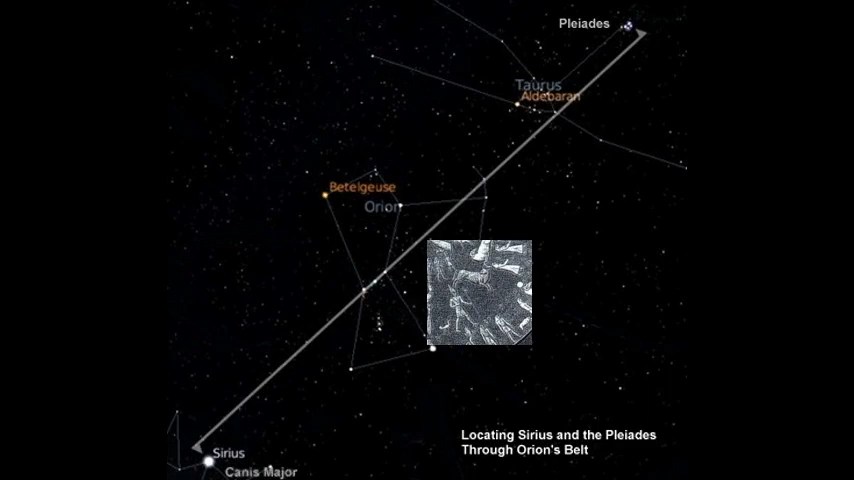 Pleiades
Taurus
Aldebaran
Betelgeuse
Orion
Locating Sirius and the Pleiades
Through Orion's Belt
Sirius
Canis Major